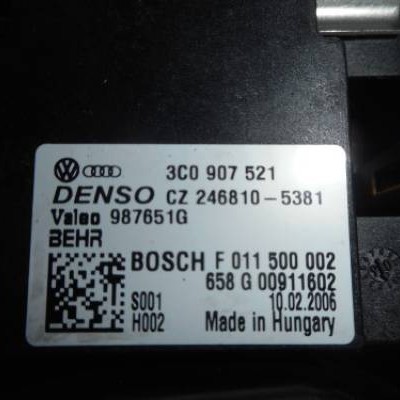 3C0 907 521
DENSO CZ 246810-5381
Valeo 987651G
BEHR
BOSCH F 011 500 002
658 G 00911602
S001 10.02.2006
H002 Made in Hungary